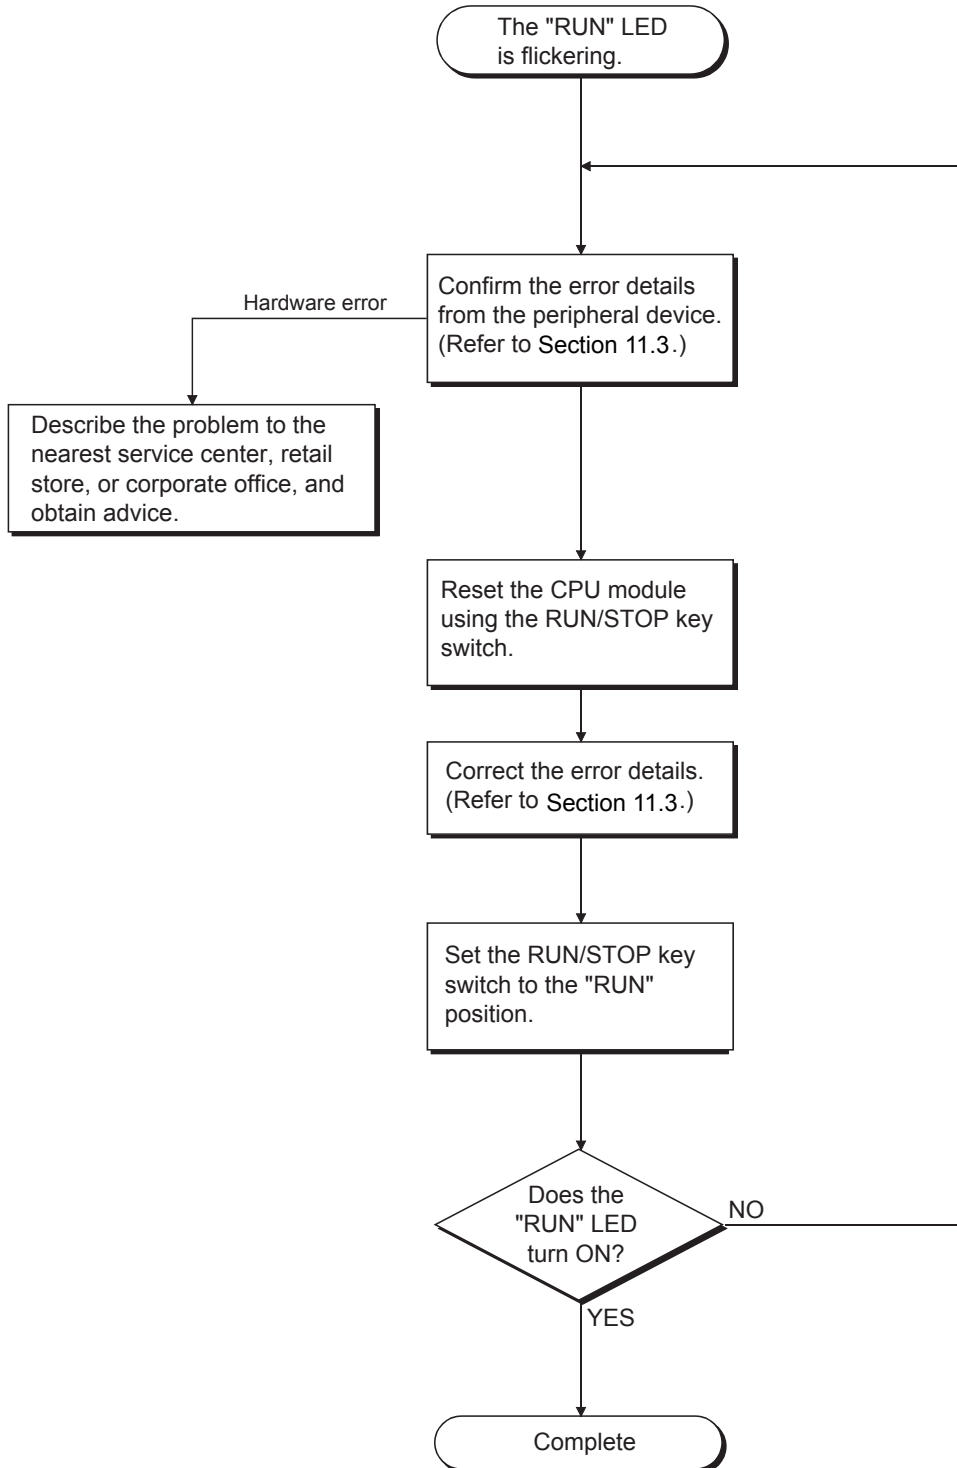 The "RUN" LED
is flickering.
Confirm the error details
from the peripheral device.
(Refer to Section 11.3.)
Hardware error
Describe the problem to the
nearest service center, retail
store, or corporate office, and
obtain advice.
Reset the CPU module
using the RUN/STOP key
switch.
Correct the error details.
(Refer to Section 11.3.)
Set the RUN/STOP key
switch to the "RUN"
position.
Does the
"RUN" LED
turn ON?
NO
YES
Complete